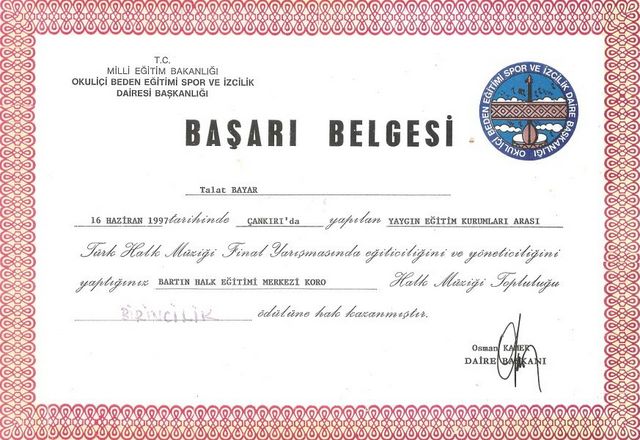 T.C.
MİLLİ EĞİTİM BAKANLIĞI
OKULİÇİ BEDEN EĞİTİMİ SPOR VE İZCİLİK
DAİRESİ BAŞKANLIĞI
OKULİÇİ BEDEN EĞİTİMİ SPOR VE İZCİLİK DAİRE BAŞKANLIĞI
BAŞARI BELGESİ
Talat BAYAR
16 HAZİRAN 1997 tarihinde ÇANKIRI'da yapılan YAYGIN EĞİTİM KURUMLARI ARASI
Türk Halk Müziği Final Yarışmasında eğiticiliğini ve yöneticiliğini
yaptığınız BARTIN HALK EĞİTİMİ MERKEZİ KORO Halk Müziği Topluluğu
BİRİNCİLİK ödülüne hak kazanmıştır.
Osman
DAİRE BAŞKANI